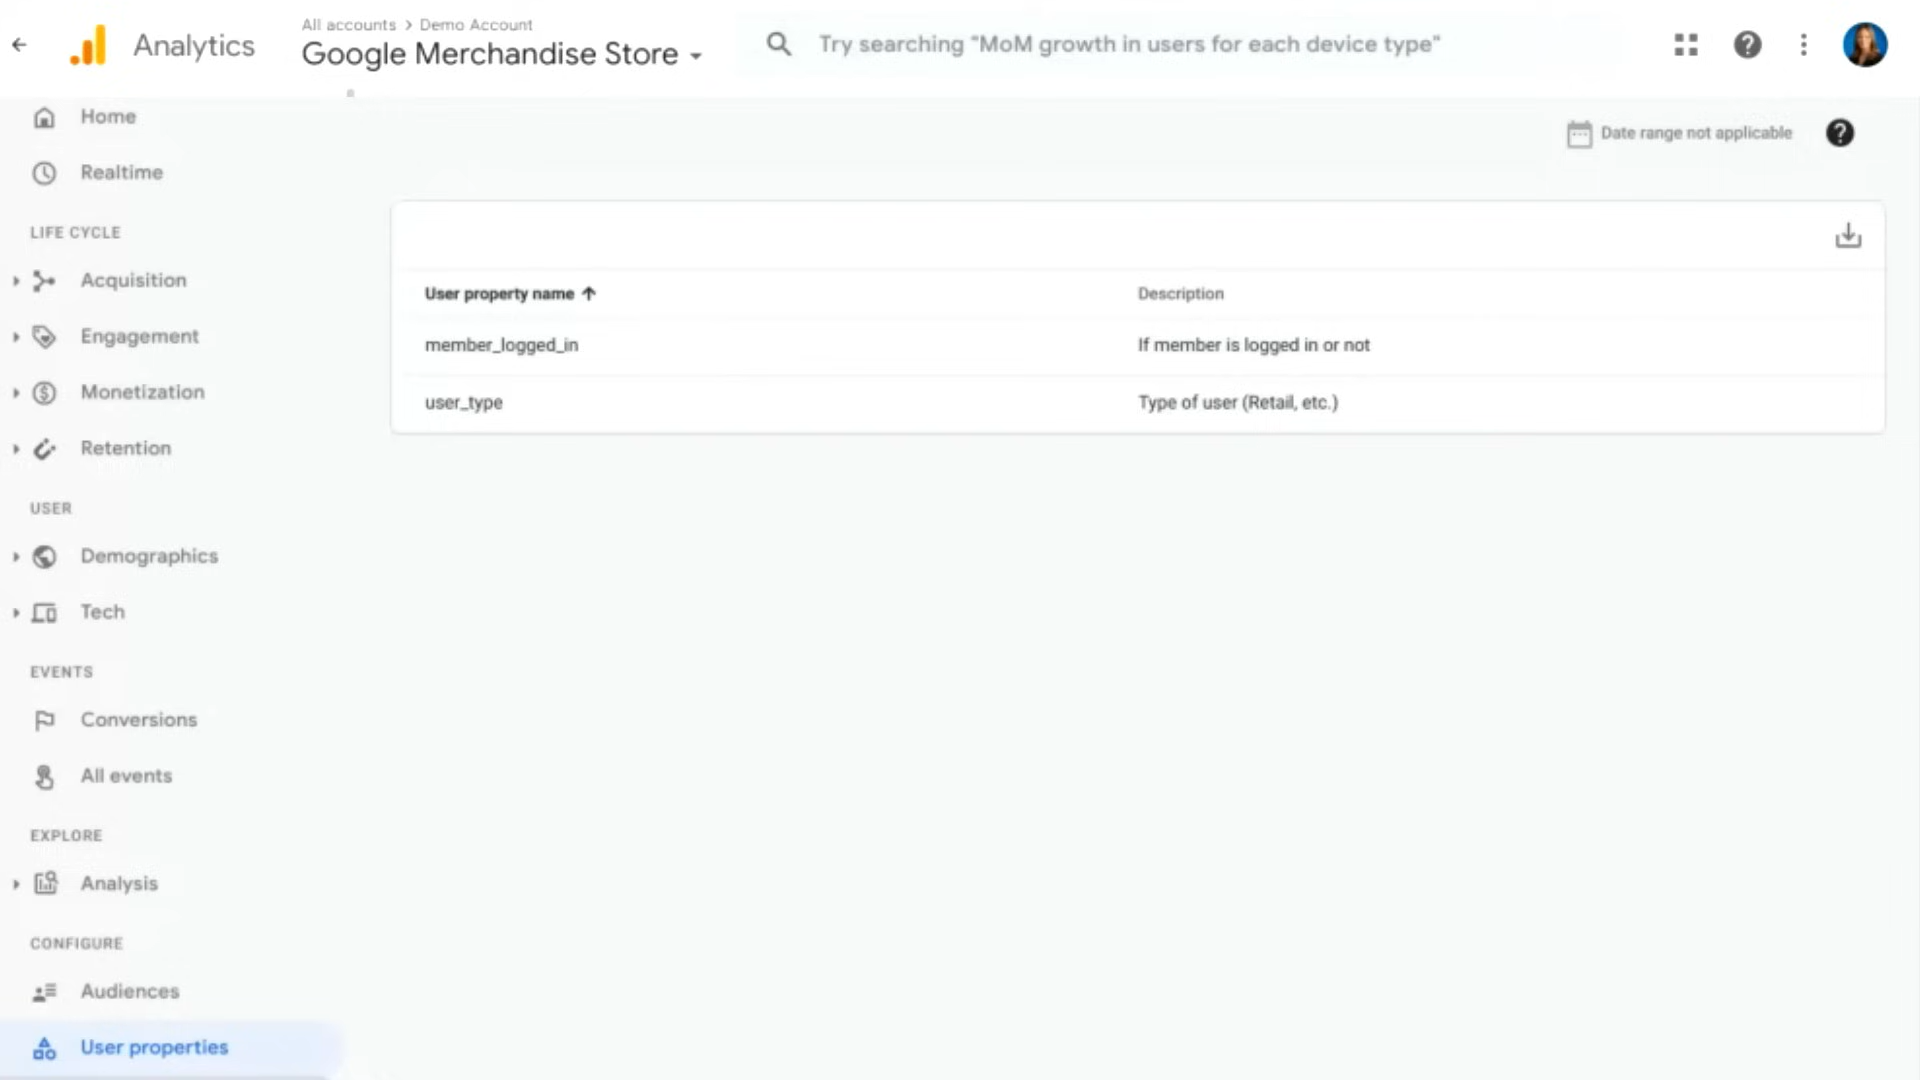 All accounts > Demo Account
Analytics
Google Merchandise Store
Try searching "MoM growth in users for each device type"
Home
Realtime
LIFE CYCLE
Acquisition
Engagement
Monetization
Retention
USER
Demographics
Tech
EVENTS
Conversions
All events
EXPLORE
Analysis
CONFIGURE
Audiences
User properties
Date range not applicable
User property name Description
member_logged_in If member is logged in or not
user_type Type of user (Retail, etc.)